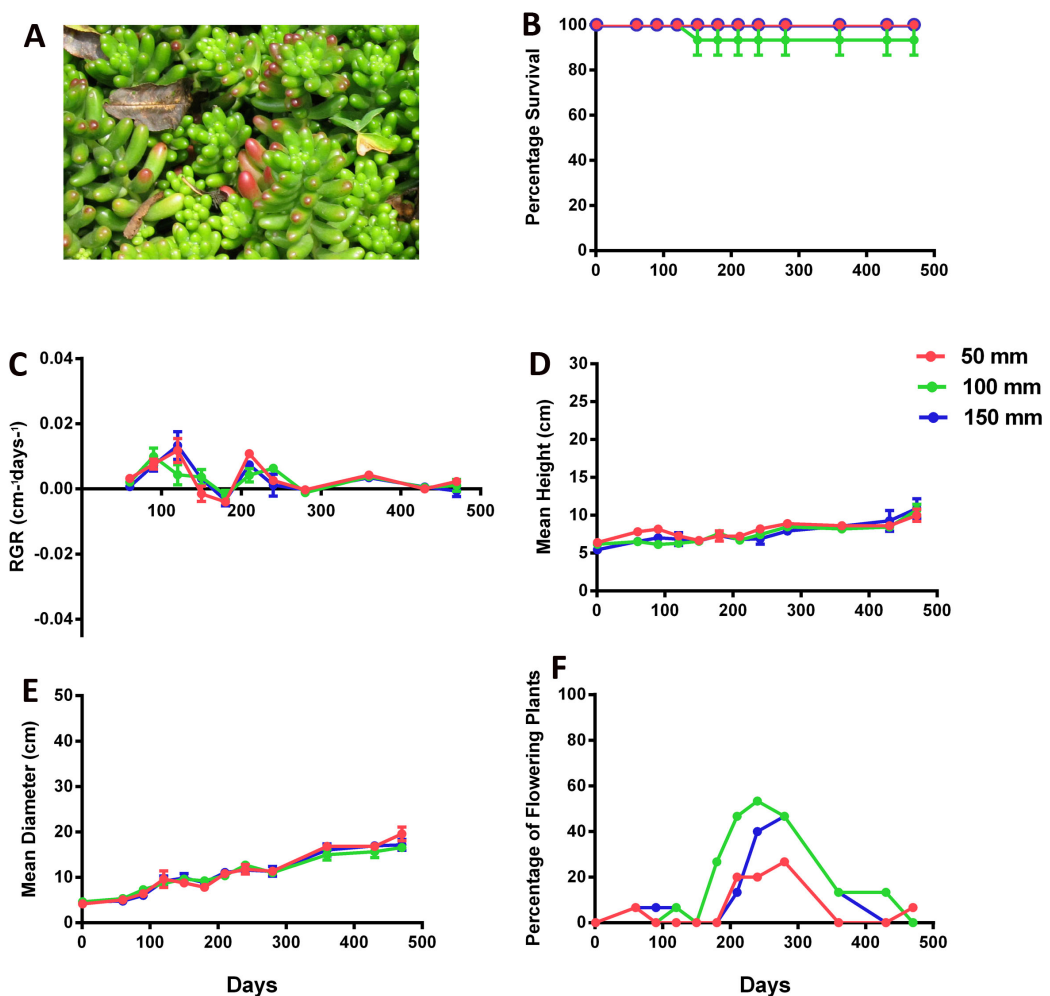 A
B
100
80
60
40
20
0
Percentage Survival
0 100 200 300 400 500
C
0.04
0.02
0.00
-0.02
-0.04
RGR (cm-¹days-¹)
100 200 300 400 500
D
30
25
20
15
10
5
0
Mean Height (cm)
0 100 200 300 400 500
50 mm
100 mm
150 mm
E
50
40
30
20
10
0
Mean Diameter (cm)
0 100 200 300 400 500
Days
F
100
80
60
40
20
0
Percentage of Flowering Plants
0 100 200 300 400 500
Days